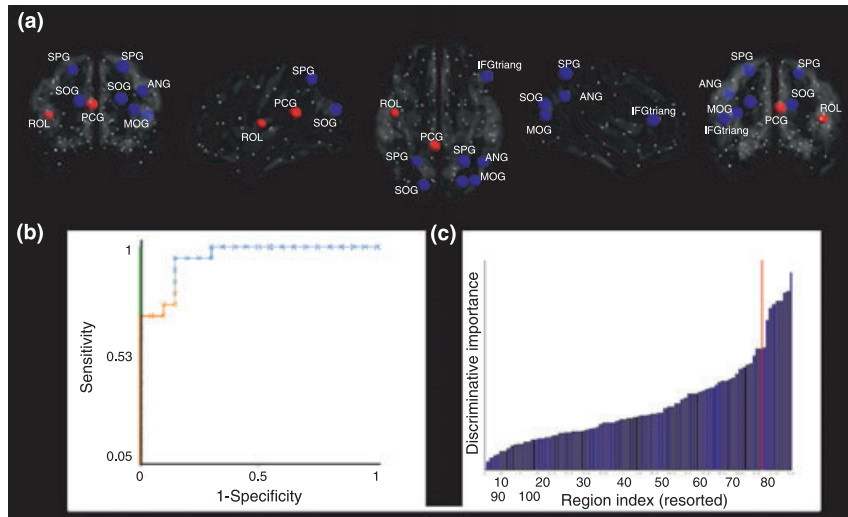 (a)
SPG
SPG
ANG
SOG
SOG
ROL
PCG
MOG
SPG
PCG
SOG
ROL
IFGtriang
ROL
PCG
SPG
SPG
ANG
SOG
MOG
SPG
SOG
ANG
IFGtriang
MOG
SPG
SPG
ANG
MOG
SOG
ROL
IFGtriang
PCG
(b)
1
0.53
0.05
Sensitivity
0
0.5
1
1-Specificity
(c)
Discriminative importance
10 20 30 40 50 60 70 80
90 100
Region index (resorted)